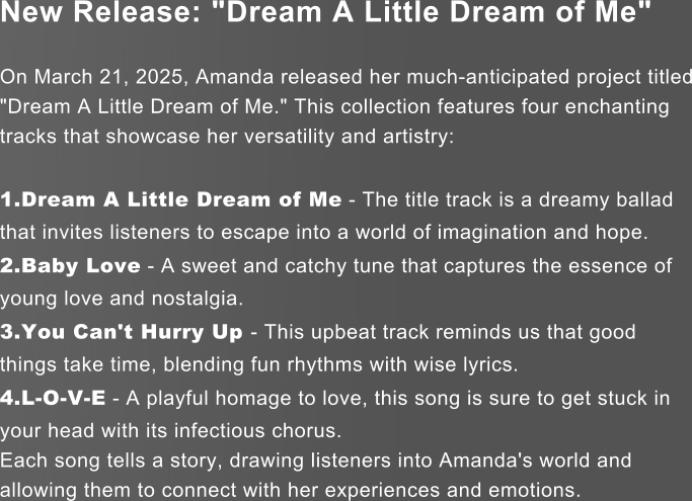 New Release: "Dream A Little Dream of Me"
On March 21, 2025, Amanda released her much-anticipated project titled
"Dream A Little Dream of Me." This collection features four enchanting
tracks that showcase her versatility and artistry:
1.Dream A Little Dream of Me - The title track is a dreamy ballad
that invites listeners to escape into a world of imagination and hope.
2.Baby Love - A sweet and catchy tune that captures the essence of
young love and nostalgia.
3.You Can't Hurry Up - This upbeat track reminds us that good
things take time, blending fun rhythms with wise lyrics.
4.L-O-V-E - A playful homage to love, this song is sure to get stuck in
your head with its infectious chorus.
Each song tells a story, drawing listeners into Amanda's world and
allowing them to connect with her experiences and emotions.